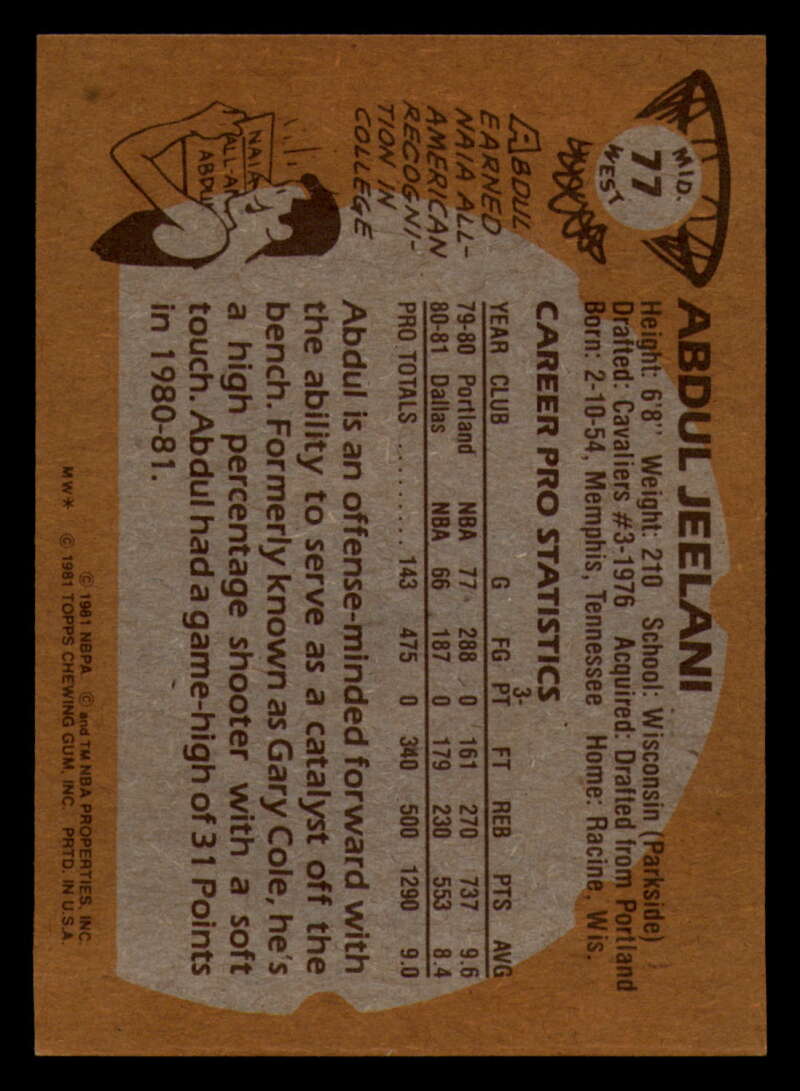 MID.
77
WEST
ABDUL JEELANI
Height: 6'8" Weight: 210 School: Wisconsin (Parkside)
Drafted: Cavaliers #3-1976 Acquired: Drafted from Portland
Born: 2-10-54, Memphis, Tennessee Home: Racine, Wis.
CAREER PRO STATISTICS
YEAR CLUB G FG 3-PT FT REB PTS AVG
79-80 Portland NBA 77 288 0 161 270 737 9.6
80-81 Dallas NBA 66 187 0 179 230 553 8.4
PRO TOTALS ......... 143 475 0 340 500 1290 9.0
ABDUL
EARNED
NAIA ALL-
AMERICAN
RECOGNI-
TION IN
COLLEGE
NAIA
ALL-A
ABDU
Abdul is an offense-minded forward with
the ability to serve as a catalyst off the
bench. Formerly known as Gary Cole, he's
a high percentage shooter with a soft
touch. Abdul had a game-high of 31 Points
in 1980-81.
© 1981 NBPA © and TM NBA PROPERTIES, INC.
MW* © 1981 TOPPS CHEWING GUM, INC. PRTD. IN U.S.A.